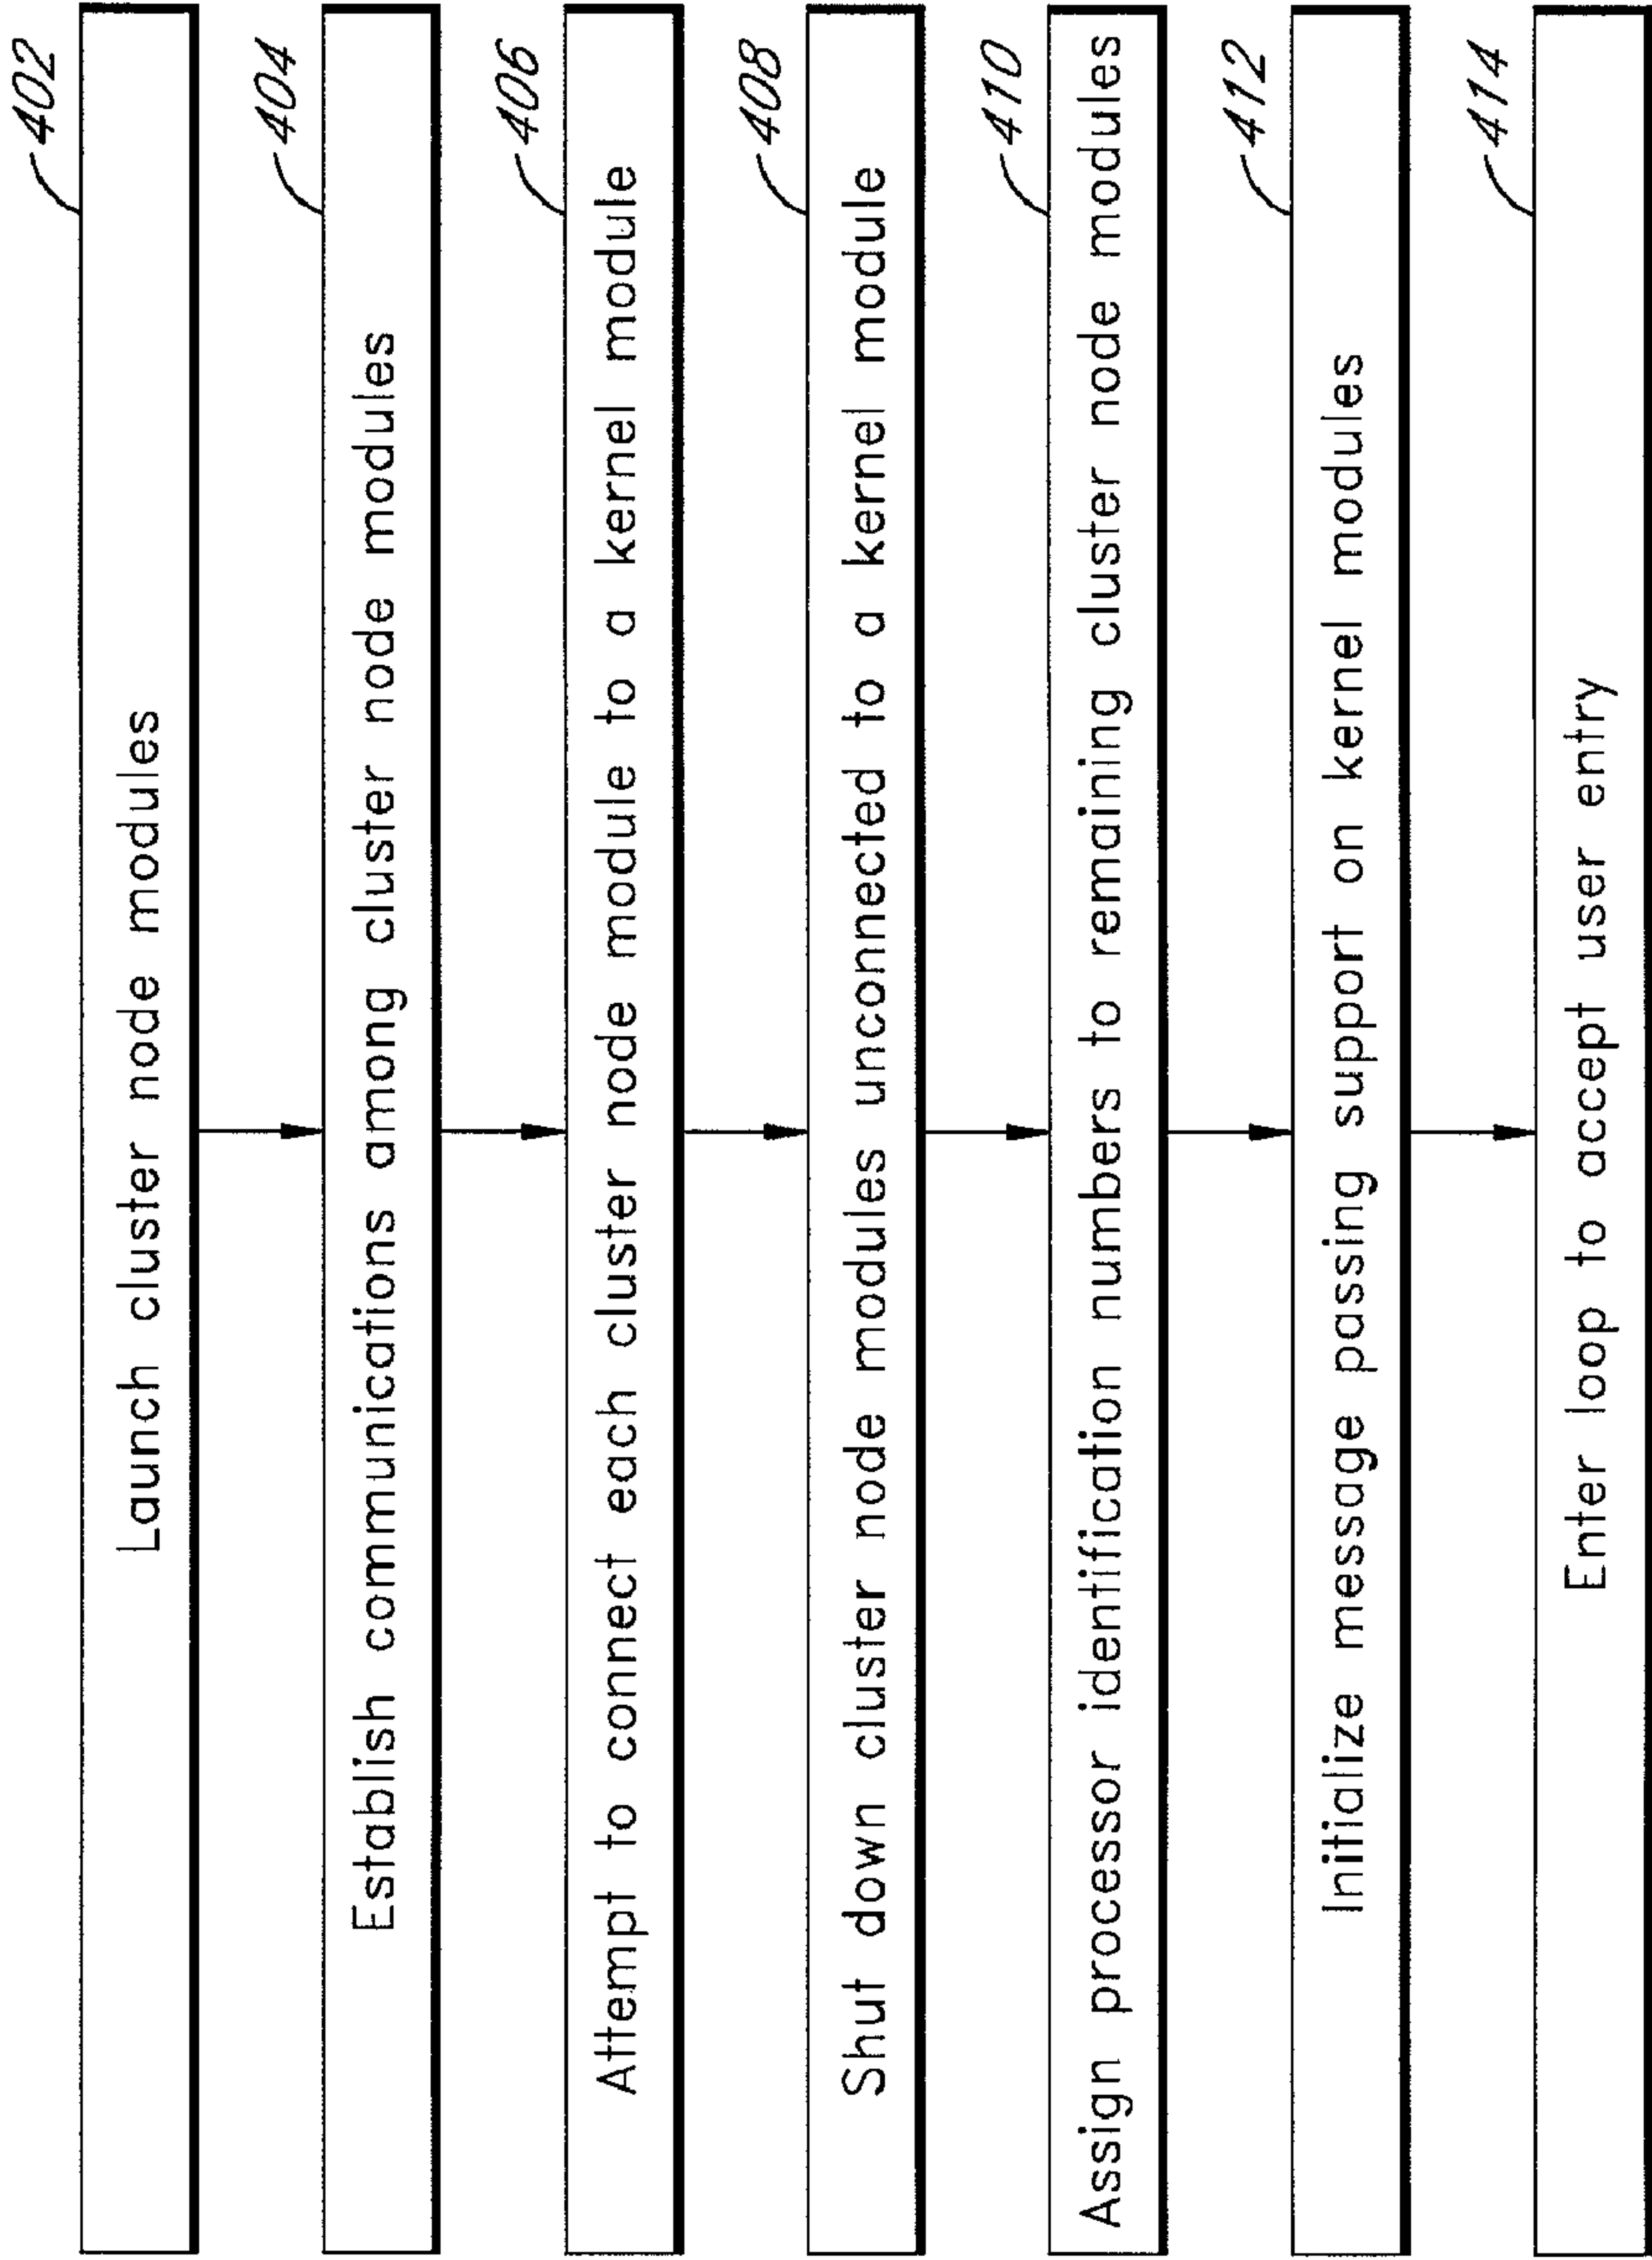 402
Launch cluster node modules
404
Establish communications among cluster node modules
406
Attempt to connect each cluster node module to a kernel module
408
Shut down cluster node modules unconnected to a kernel module
410
Assign processor identification numbers to remaining cluster node modules
412
Initialize message passing support on kernel modules
414
Enter loop to accept user entry